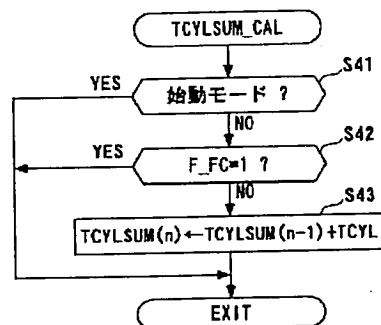 TCYLSUM_CAL
S41
YES
始動モード ?
NO
S42
YES
F_FC=1 ?
NO
S43
TCYLSUM(n)←TCYLSUM(n-1)+TCYL
EXIT